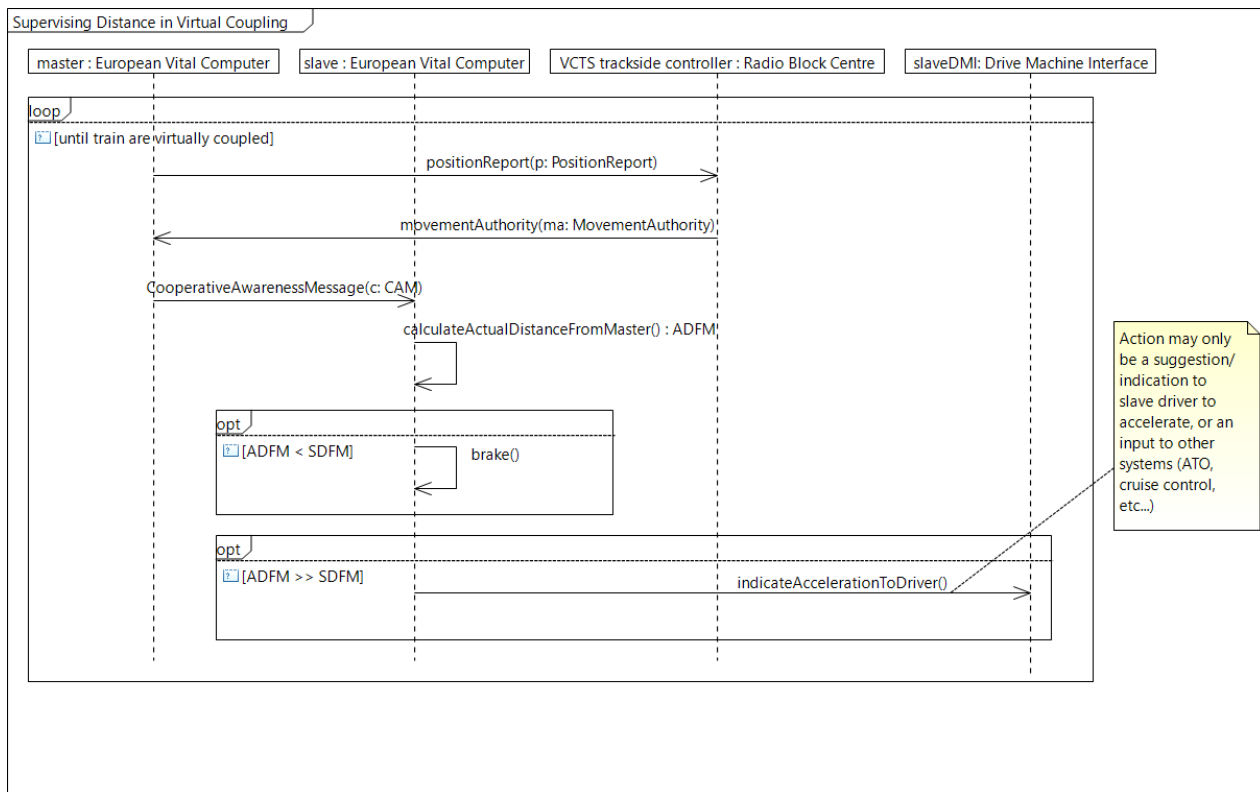 Supervising Distance in Virtual Coupling
master : European Vital Computer
slave : European Vital Computer
VCTS trackside controller : Radio Block Centre
slaveDMI: Drive Machine Interface
loop
[until train are virtually coupled]
positionReport(p: PositionReport)
movementAuthority(ma: MovementAuthority)
CooperativeAwarenessMessage(c: CAM)
calculateActualDistanceFromMaster() : ADFM
opt
[ADFM < SDFM]
brake()
opt
[ADFM >> SDFM]
indicateAccelerationToDriver()
Action may only
be a suggestion/
indication to
slave driver to
accelerate, or an
input to other
systems (ATO,
cruise control,
etc...)